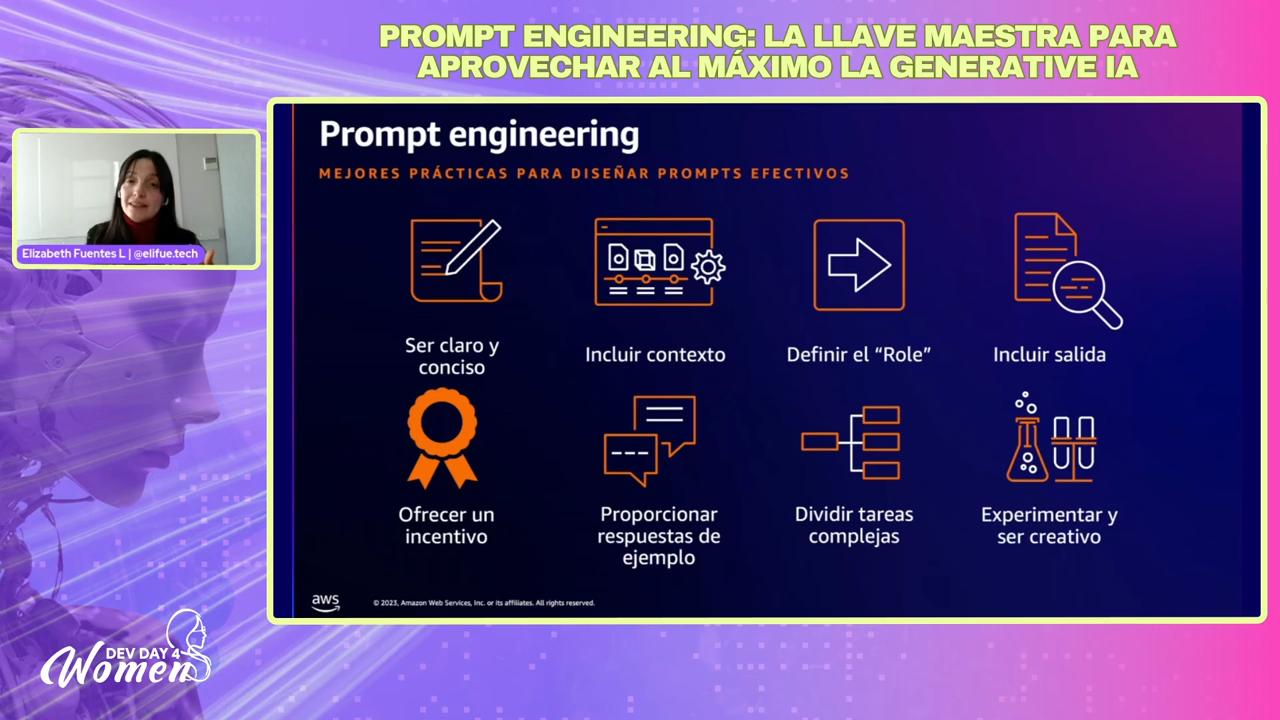 PROMPT ENGINEERING: LA LLAVE MAESTRA PARA
APROVECHAR AL MÁXIMO LA GENERATIVE IA
Elizabeth Fuentes L | @elifue.tech
Prompt engineering
MEJORES PRÁCTICAS PARA DISEÑAR PROMPTS EFECTIVOS
Ser claro y
conciso
Incluir contexto
Definir el “Role”
Incluir salida
Ofrecer un
incentivo
Proporcionar
respuestas de
ejemplo
Dividir tareas
complejas
Experimentar y
ser creativo
aws
© 2023, Amazon Web Services, Inc. or its affiliates. All rights reserved.
DEV DAY 4
Women